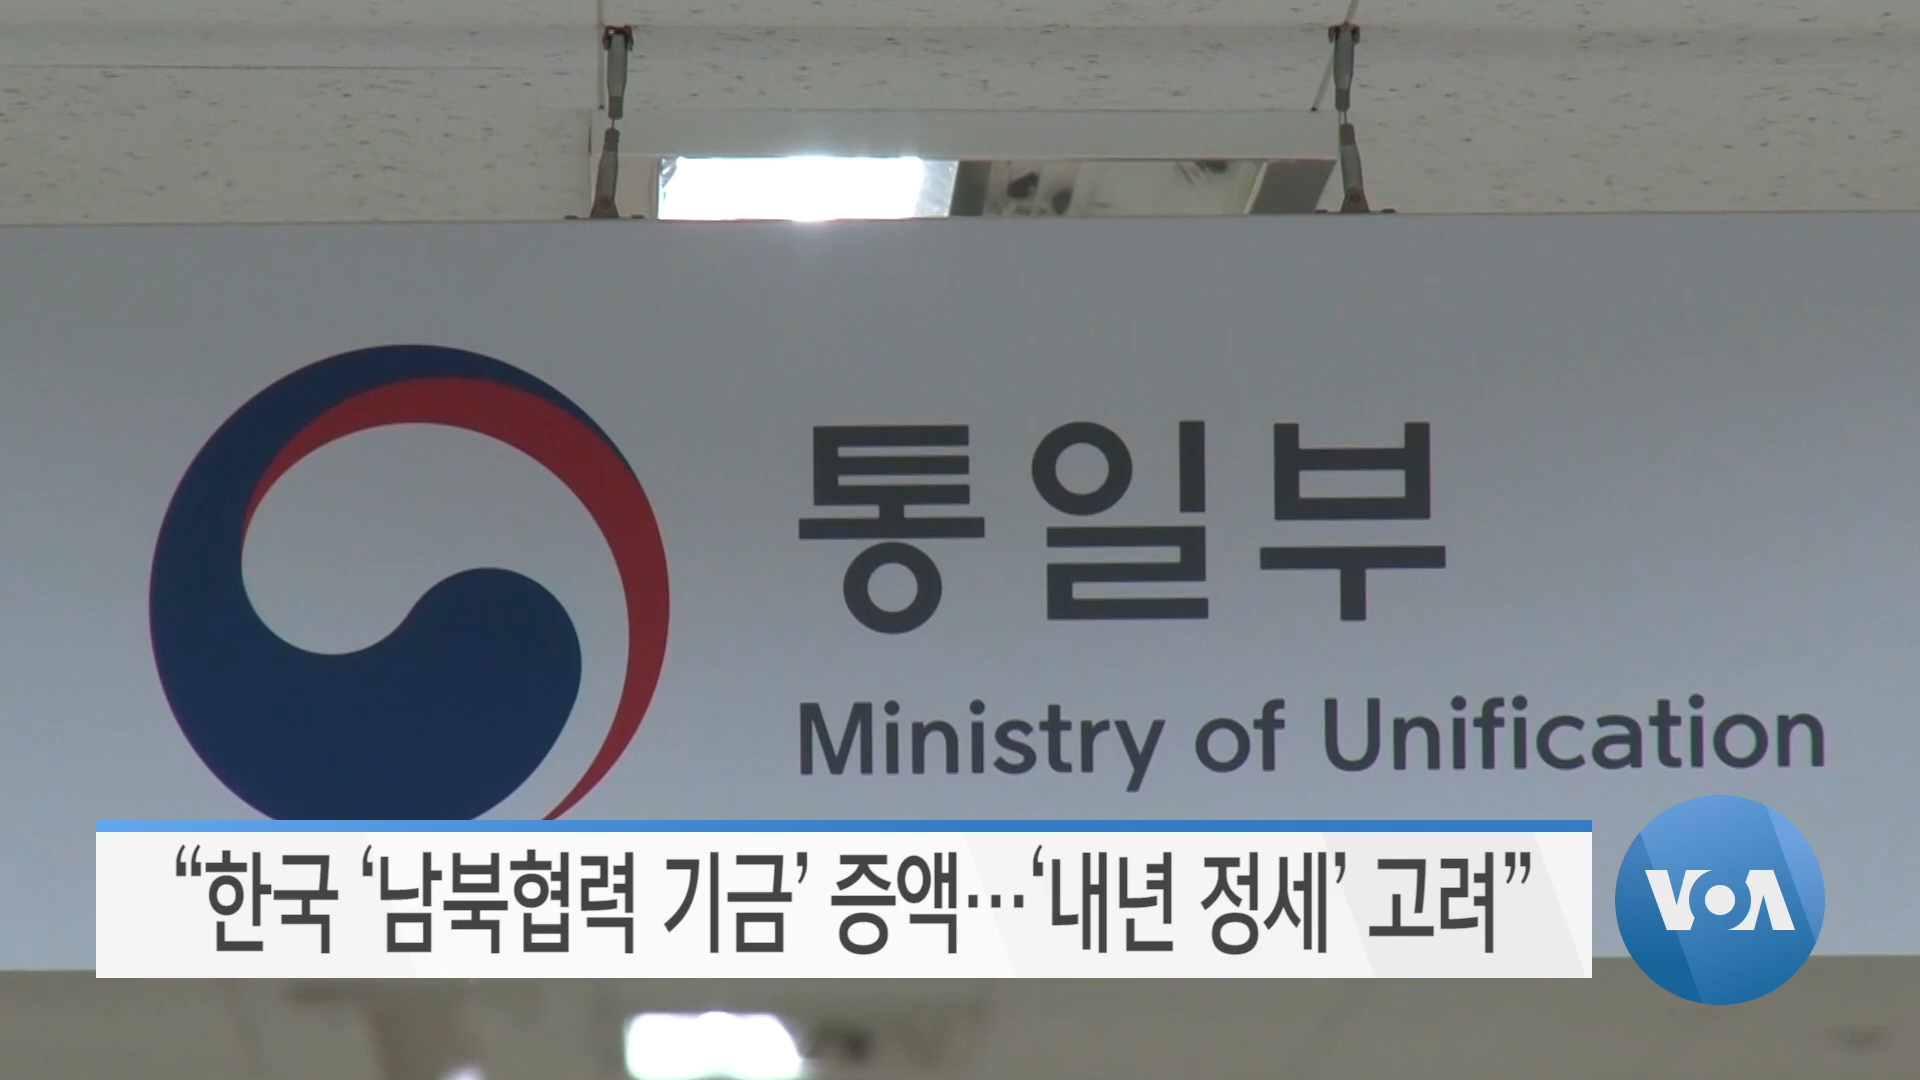 통일부
Ministry of Unification
“한국 ‘남북협력 기금’ 증액…‘내년 정세’ 고려”
VOA